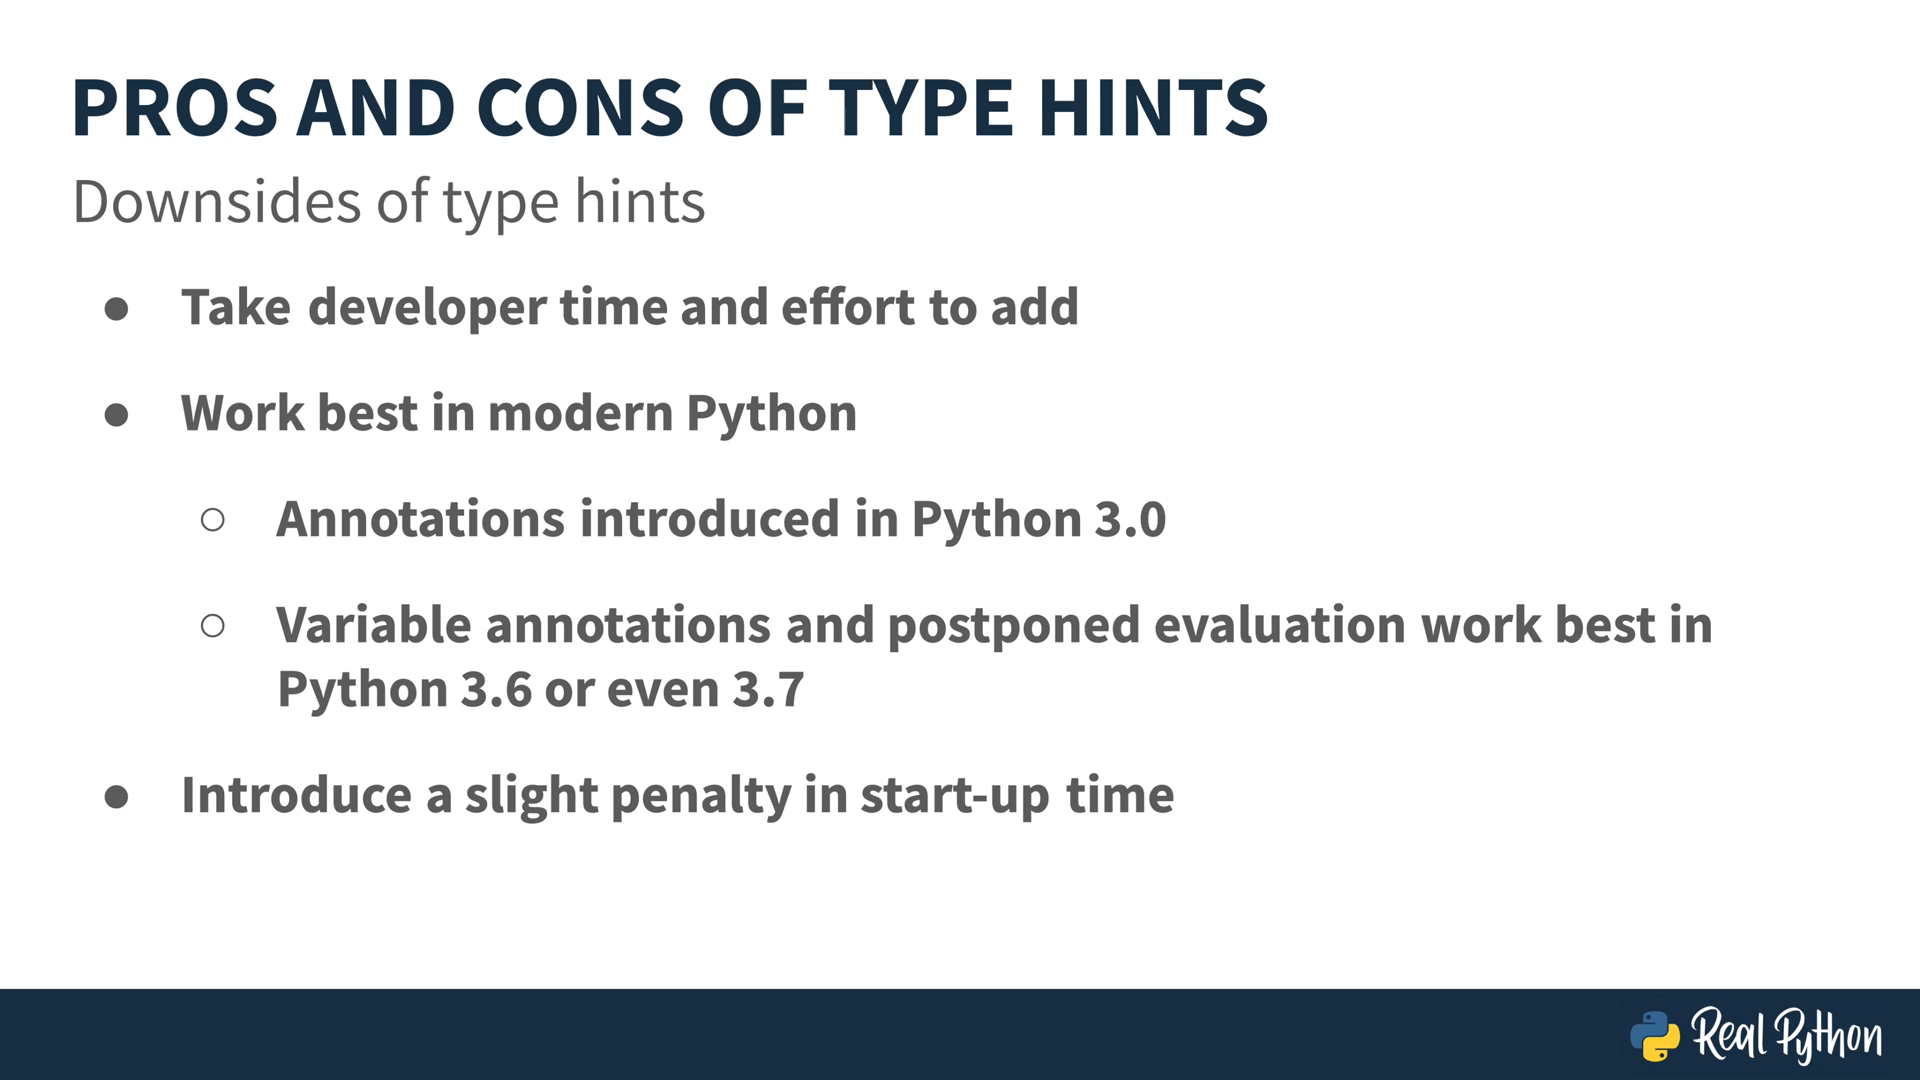 PROS AND CONS OF TYPE HINTS
Downsides of type hints
● Take developer time and effort to add
● Work best in modern Python
○ Annotations introduced in Python 3.0
○ Variable annotations and postponed evaluation work best in
Python 3.6 or even 3.7
● Introduce a slight penalty in start-up time
Real Python